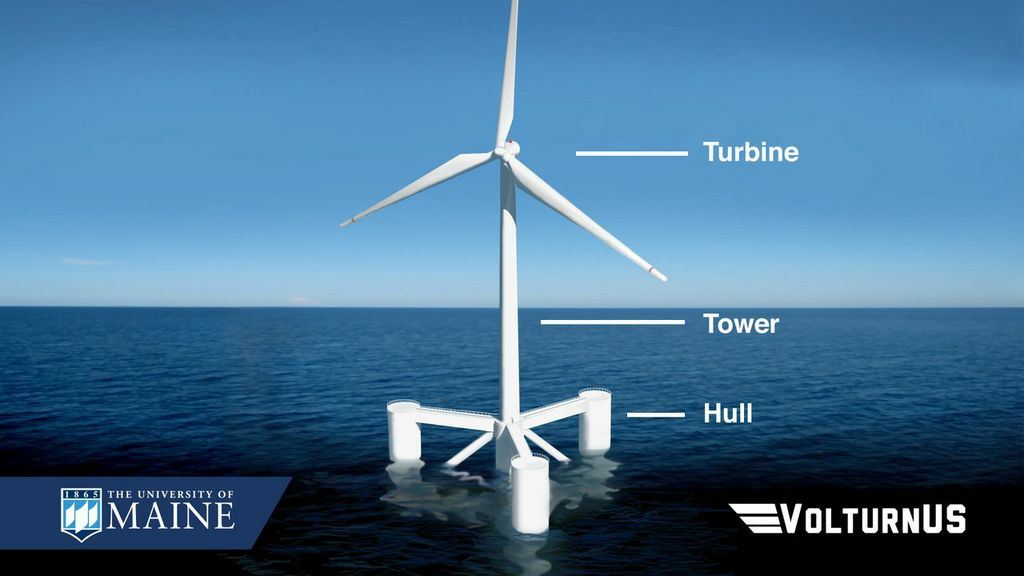 Turbine
Tower
Hull
1865
THE UNIVERSITY OF
MAINE
VOLTURNUS